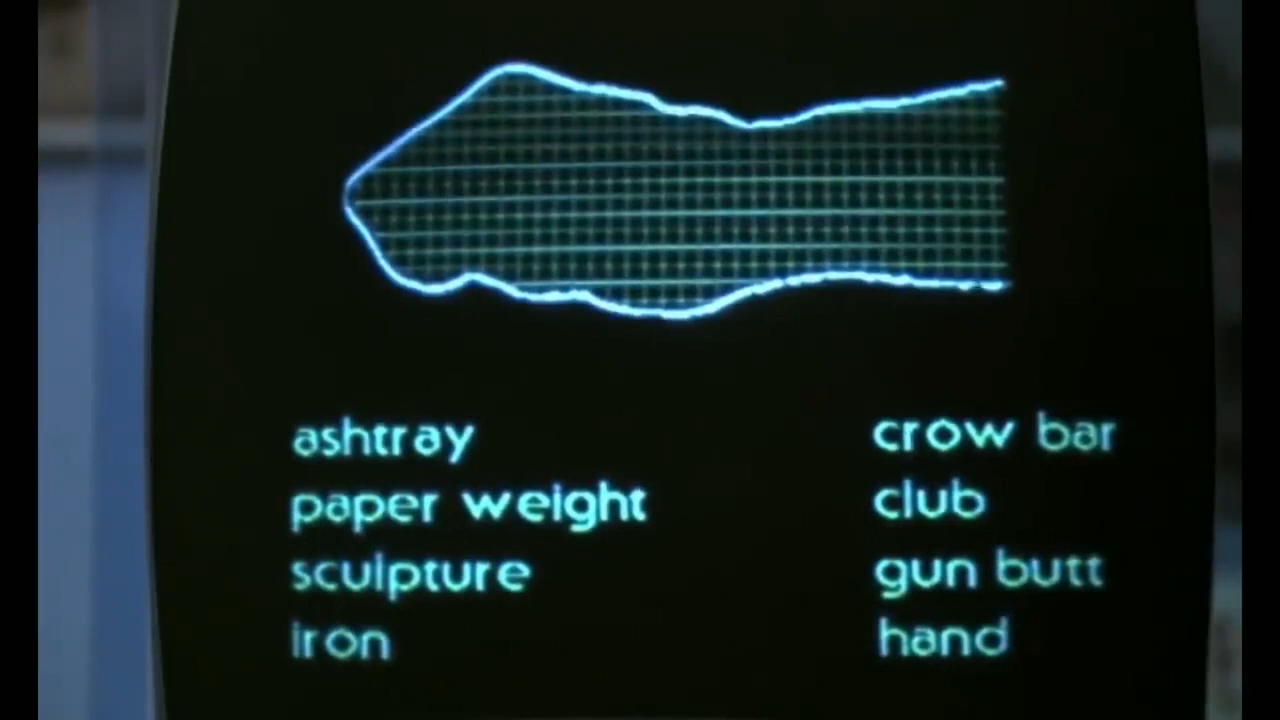 ashtray
paper weight
sculpture
iron
crow bar
club
gun butt
hand